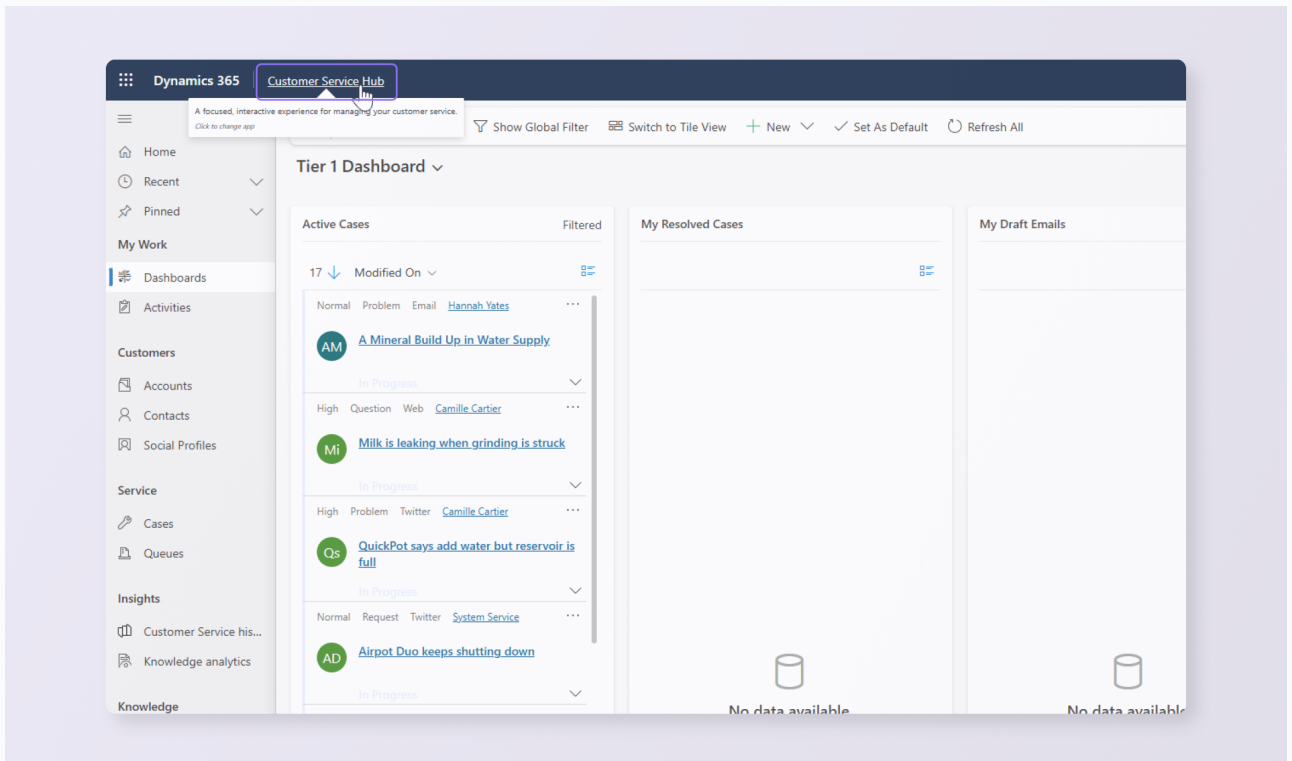 Dynamics 365
Customer Service Hub
A focused, interactive experience for managing your customer service.
Click to change app
Show Global Filter
Switch to Tile View
New
Set As Default
Refresh All
Home
Recent
Pinned
My Work
Dashboards
Activities
Customers
Accounts
Contacts
Social Profiles
Service
Cases
Queues
Insights
Customer Service his...
Knowledge analytics
Knowledge
Tier 1 Dashboard
Active Cases
Filtered
17
Modified On
Normal Problem Email Hannah Yates
AM
A Mineral Build Up in Water Supply
In Progress
High Question Web Camille Cartier
Mi
Milk is leaking when grinding is struck
In Progress
High Problem Twitter Camille Cartier
Qs
QuickPot says add water but reservoir is
full
In Progress
Normal Request Twitter System Service
AD
Airpot Duo keeps shutting down
In Progress
My Resolved Cases
No data available
My Draft Emails
No data available